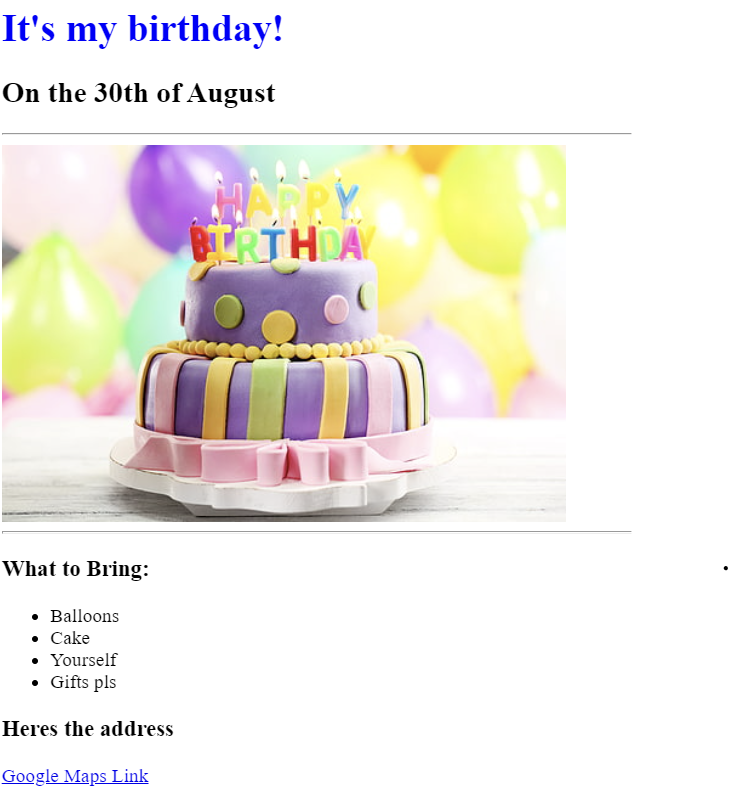 It's my birthday!
On the 30th of August
HAPPY
BIRTHDAY
What to Bring:
Balloons
Cake
Yourself
Gifts pls
Heres the address
Google Maps Link